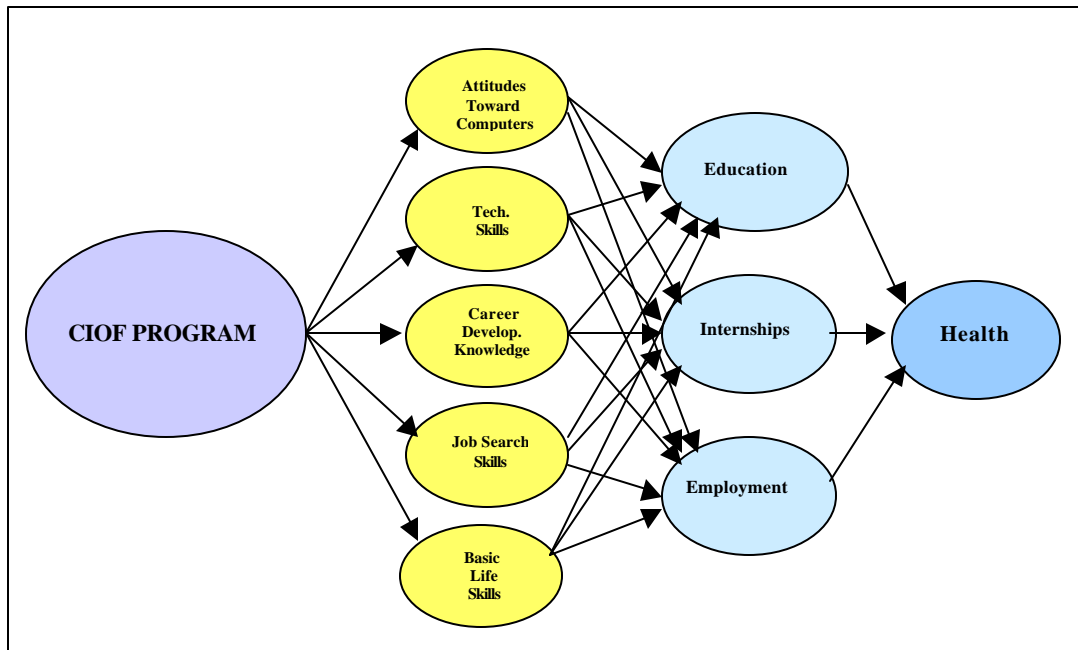 CIOF PROGRAM
Attitudes
Toward
Computers
Tech.
Skills
Career
Develop.
Knowledge
Job Search
Skills
Basic
Life
Skills
Education
Internships
Employment
Health